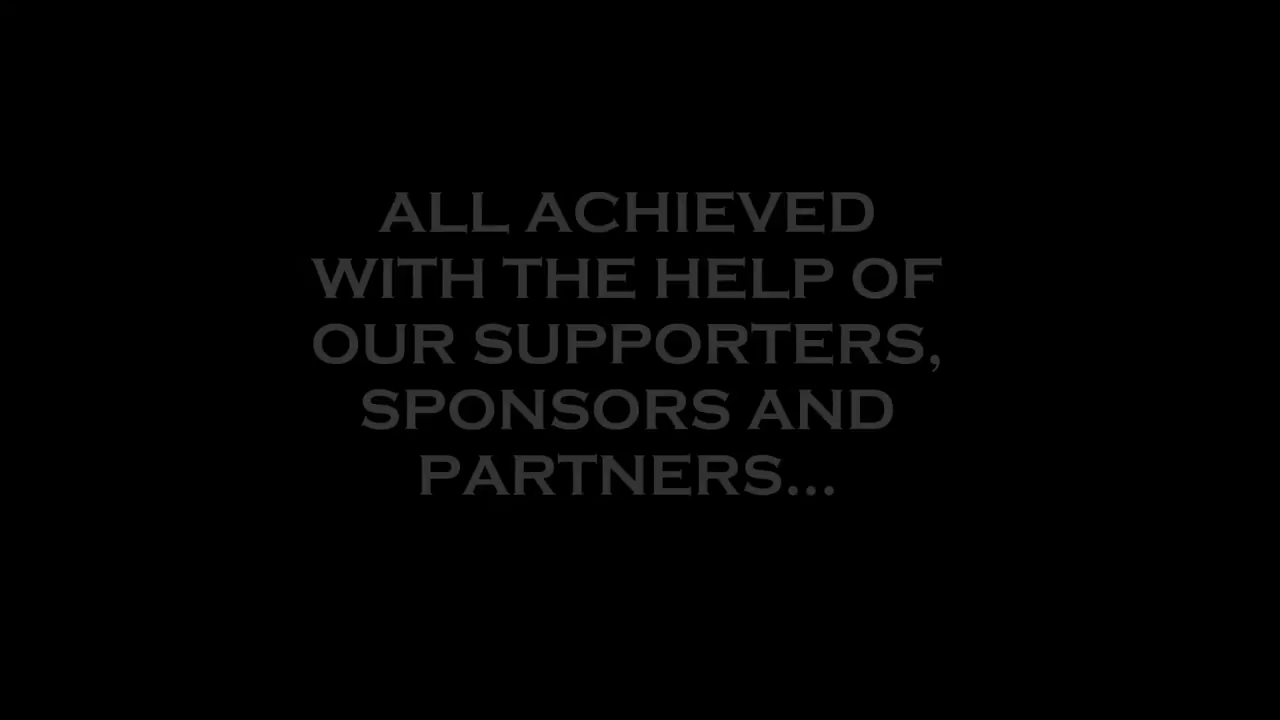 ALL ACHIEVED
WITH THE HELP OF
OUR SUPPORTERS,
SPONSORS AND
PARTNERS...